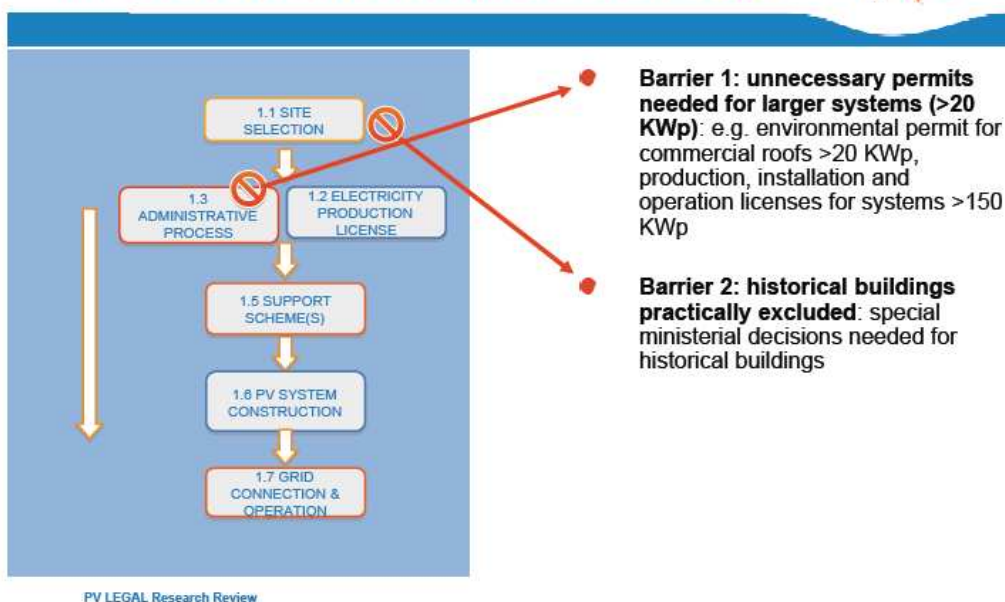 1.1 SITE
SELECTION
1.3
ADMINISTRATIVE
PROCESS
1.2 ELECTRICITY
PRODUCTION
LICENSE
1.5 SUPPORT
SCHEME(S)
1.6 PV SYSTEM
CONSTRUCTION
1.7 GRID
CONNECTION &
OPERATION
Barrier 1: unnecessary permits
needed for larger systems (>20
KWp): e.g. environmental permit for
commercial roofs >20 KWp,
production, installation and
operation licenses for systems >150
KWp
Barrier 2: historical buildings
practically excluded: special
ministerial decisions needed for
historical buildings
PV LEGAL Research Review